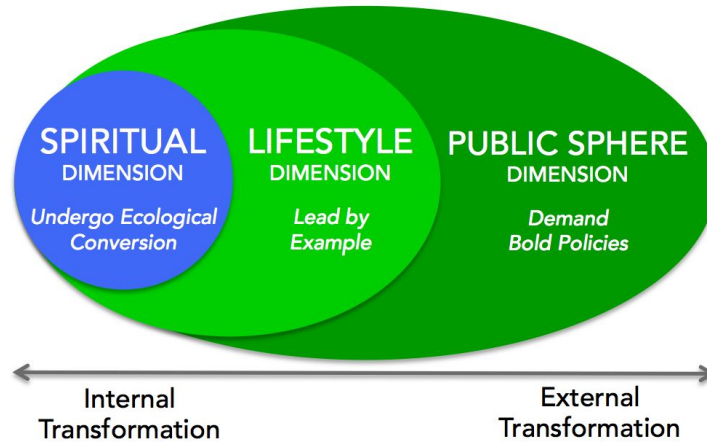 SPIRITUAL
DIMENSION
Undergo Ecological
Conversion
LIFESTYLE
DIMENSION
Lead by
Example
PUBLIC SPHERE
DIMENSION
Demand
Bold Policies
Internal
Transformation
External
Transformation